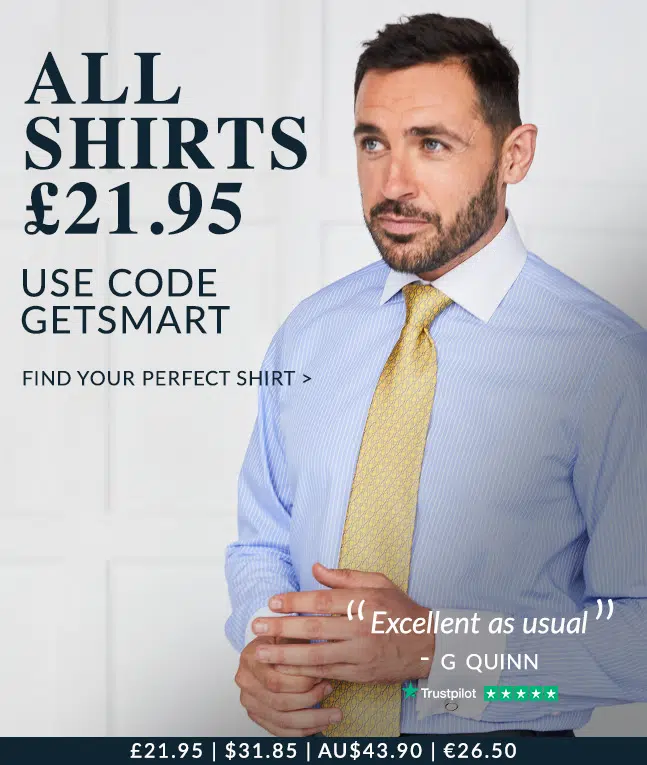 ALL
SHIRTS
£21.95
USE CODE
GETSMART
FIND YOUR PERFECT SHIRT >
“Excellent as usual”
- G QUINN
Trustpilot
£21.95 | $31.85 | AU$43.90 | €26.50